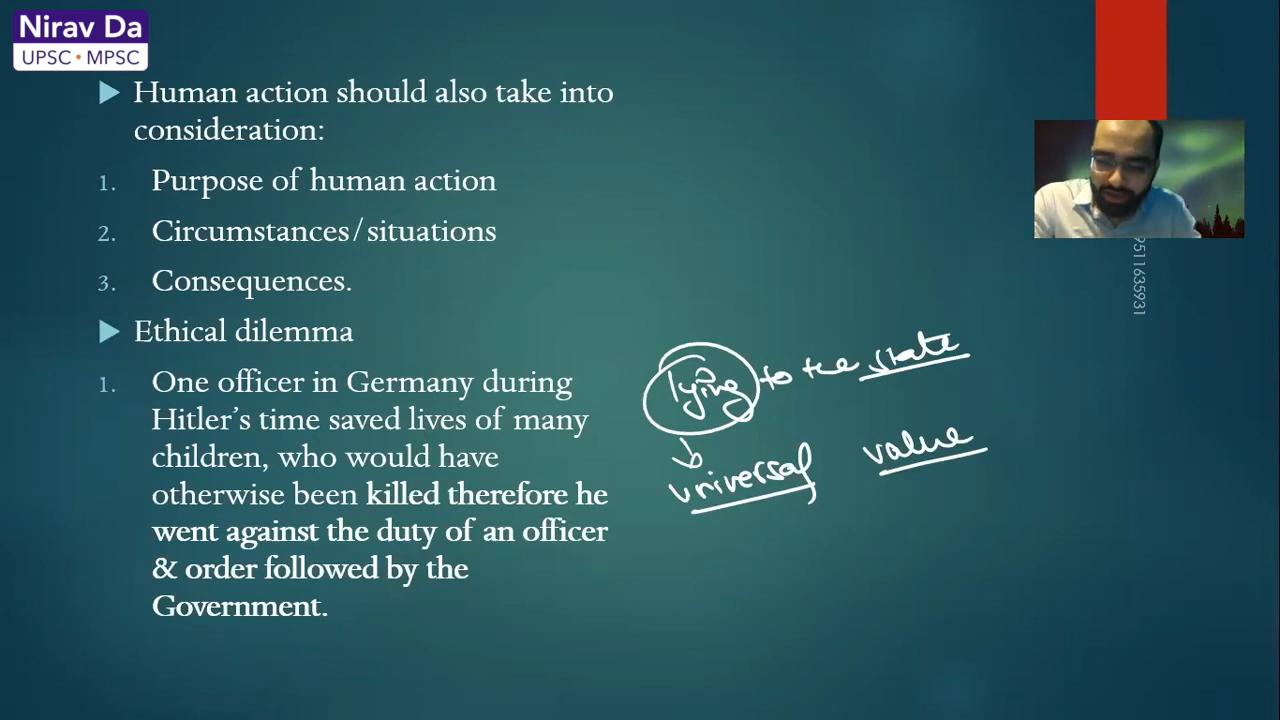 Nirav Da
UPSC • MPSC
Human action should also take into
consideration:
1. Purpose of human action
2. Circumstances/situations
3. Consequences.
Ethical dilemma
1. One officer in Germany during
Hitler's time saved lives of many
children, who would have
otherwise been killed therefore he
went against the duty of an officer
& order followed by the
Government.
lying to the state
universal value
9511635931